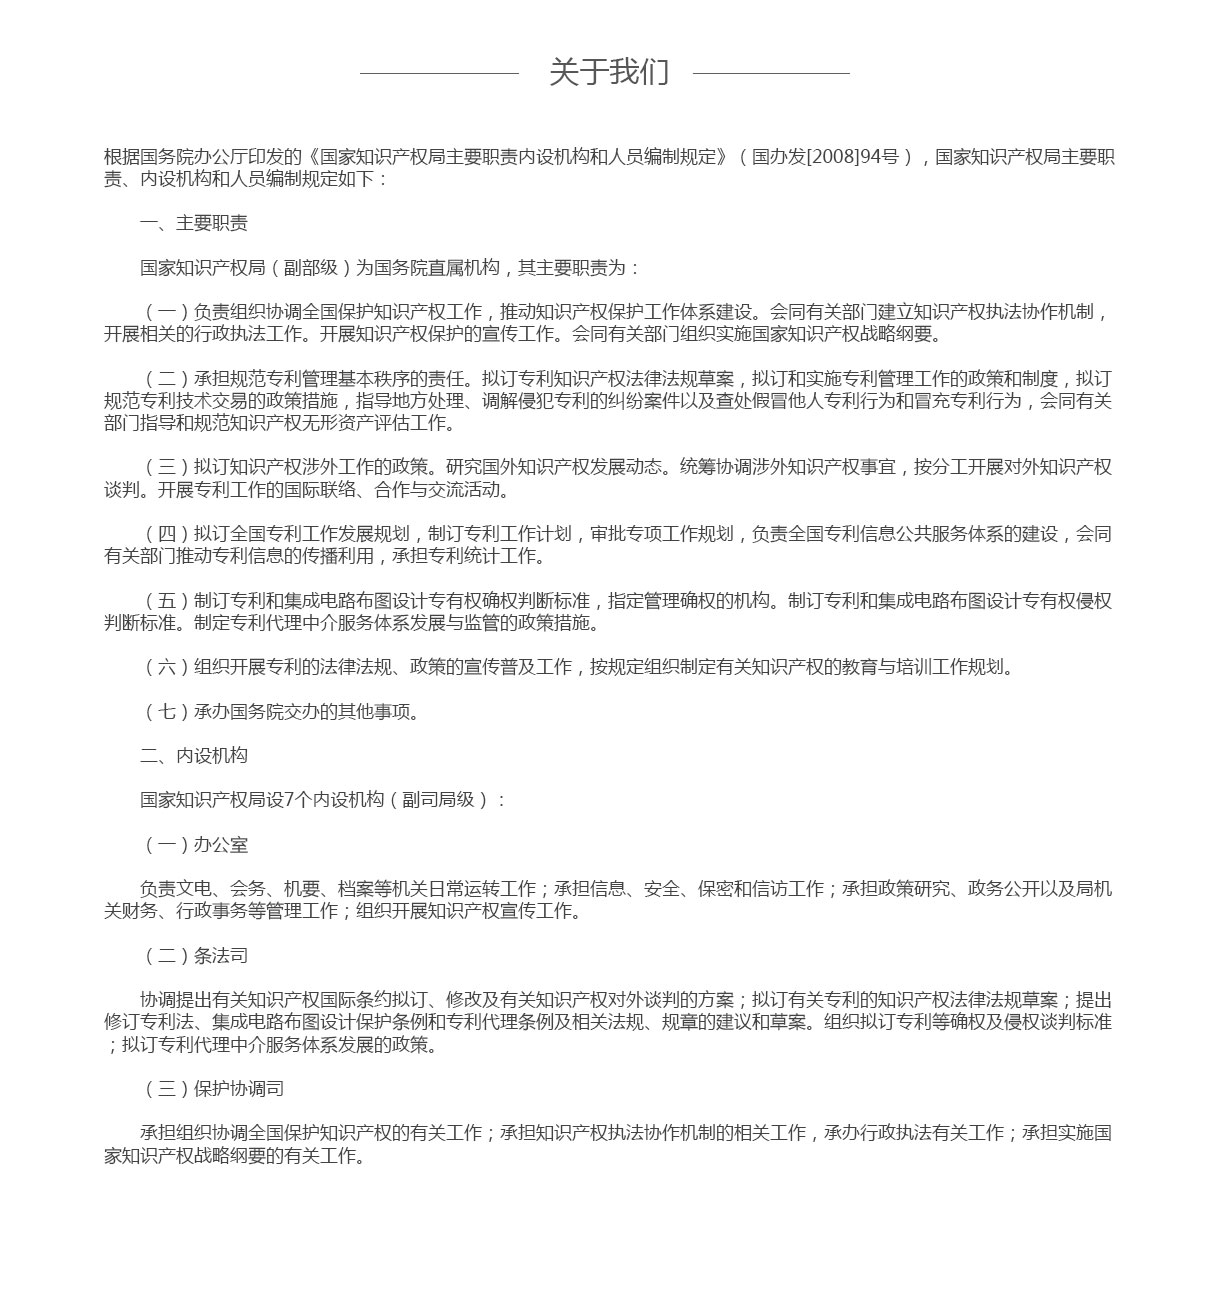 关于我们
根据国务院办公厅印发的《国家知识产权局主要职责内设机构和人员编制规定》（国办发[2008]94号），国家知识产权局主要职
责、内设机构和人员编制规定如下：
一、主要职责
国家知识产权局（副部级）为国务院直属机构，其主要职责为：
（一）负责组织协调全国保护知识产权工作，推动知识产权保护工作体系建设。会同有关部门建立知识产权执法协作机制，
开展相关的行政执法工作。开展知识产权保护的宣传工作。会同有关部门组织实施国家知识产权战略纲要。
（二）承担规范专利管理基本秩序的责任。拟订专利知识产权法律法规草案，拟订和实施专利管理工作的政策和制度，拟订
规范专利技术交易的政策措施，指导地方处理、调解侵犯专利的纠纷案件以及查处假冒他人专利行为和冒充专利行为，会同有关
部门指导和规范知识产权无形资产评估工作。
（三）拟订知识产权涉外工作的政策。研究国外知识产权发展动态。统筹协调涉外知识产权事宜，按分工开展对外知识产权
谈判。开展专利工作的国际联络、合作与交流活动。
（四）拟订全国专利工作发展规划，制订专利工作计划，审批专项工作规划，负责全国专利信息公共服务体系的建设，会同
有关部门推动专利信息的传播利用，承担专利统计工作。
（五）制订专利和集成电路布图设计专有权确权判断标准，指定管理确权的机构。制订专利和集成电路布图设计专有权侵权
判断标准。制定专利代理中介服务体系发展与监管的政策措施。
（六）组织开展专利的法律法规、政策的宣传普及工作，按规定组织制定有关知识产权的教育与培训工作规划。
（七）承办国务院交办的其他事项。
二、内设机构
国家知识产权局设7个内设机构（副司局级）：
（一）办公室
负责文电、会务、机要、档案等机关日常运转工作；承担信息、安全、保密和信访工作；承担政策研究、政务公开以及局机
关财务、行政事务等管理工作；组织开展知识产权宣传工作。
（二）条法司
协调提出有关知识产权国际条约拟订、修改及有关知识产权对外谈判的方案；拟订有关专利的知识产权法律法规草案；提出
修订专利法、集成电路布图设计保护条例和专利代理条例及相关法规、规章的建议和草案。组织拟订专利等确权及侵权谈判标准
；拟订专利代理中介服务体系发展的政策。
（三）保护协调司
承担组织协调全国保护知识产权的有关工作；承担知识产权执法协作机制的相关工作，承办行政执法有关工作；承担实施国
家知识产权战略纲要的有关工作。